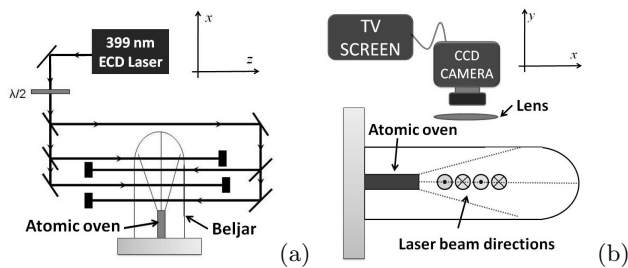 399 nm
ECD Laser
x
z
λ/2
Atomic oven
Beljar
(a)
TV
SCREEN
CCD
CAMERA
y
x
Lens
Atomic oven
Laser beam directions
(b)